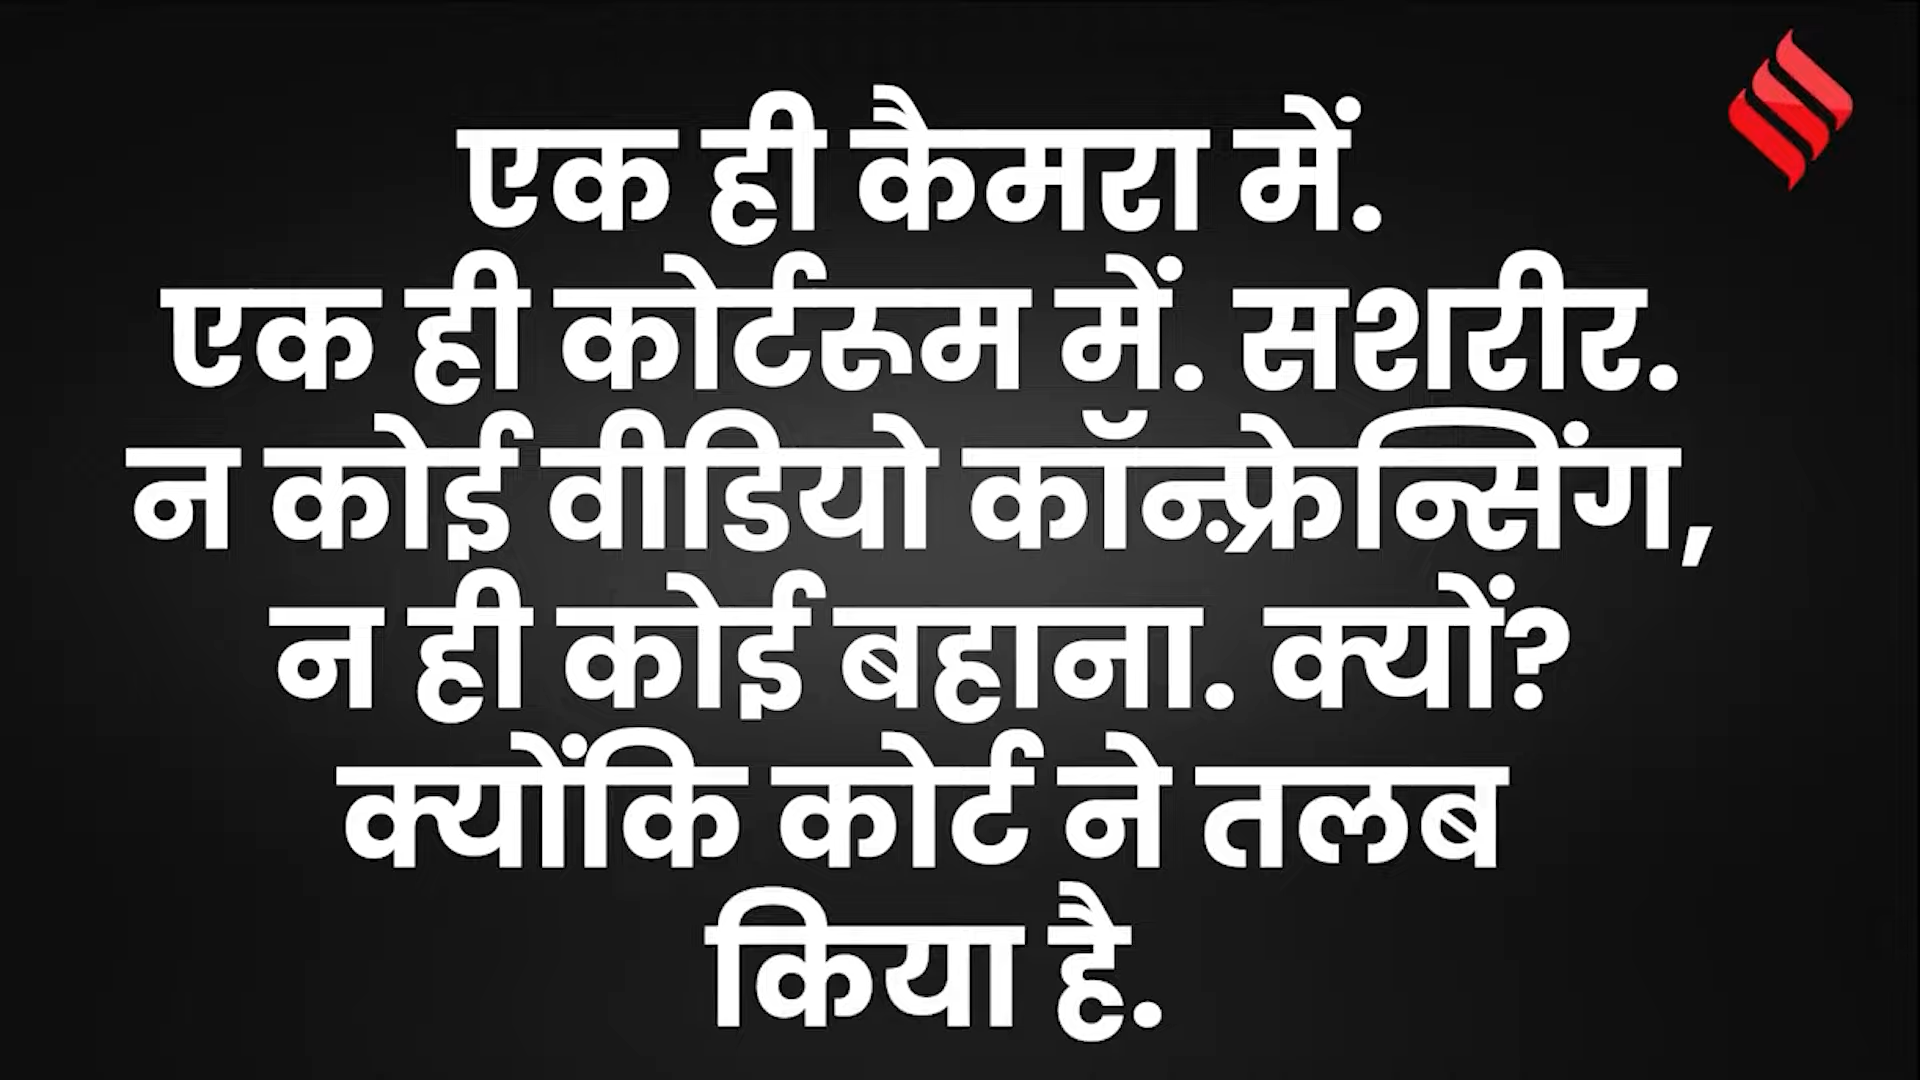 एक ही कैमरा में.
एक ही कोर्टरूम में. सशरीर.
न कोई वीडियो कॉन्फ़्रेन्सिंग,
न ही कोई बहाना. क्यों?
क्योंकि कोर्ट ने तलब
किया है.